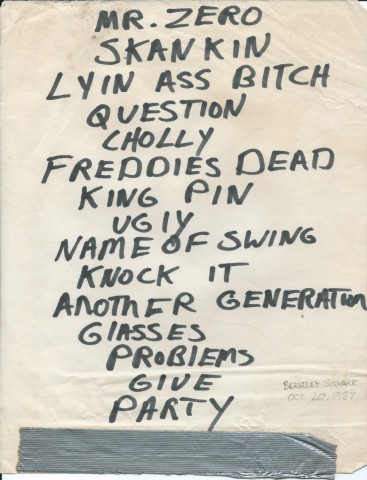 MR. ZERO
SKANKIN
LYIN ASS BITCH
QUESTION
CHOLLY
FREDDIES DEAD
KING PIN
UGLY
NAME OF SWING
KNOCK IT
ANOTHER GENERATION
GLASSES
PROBLEMS
GIVE
PARTY
BERKELEY SQUARE
OCT 20, 1987